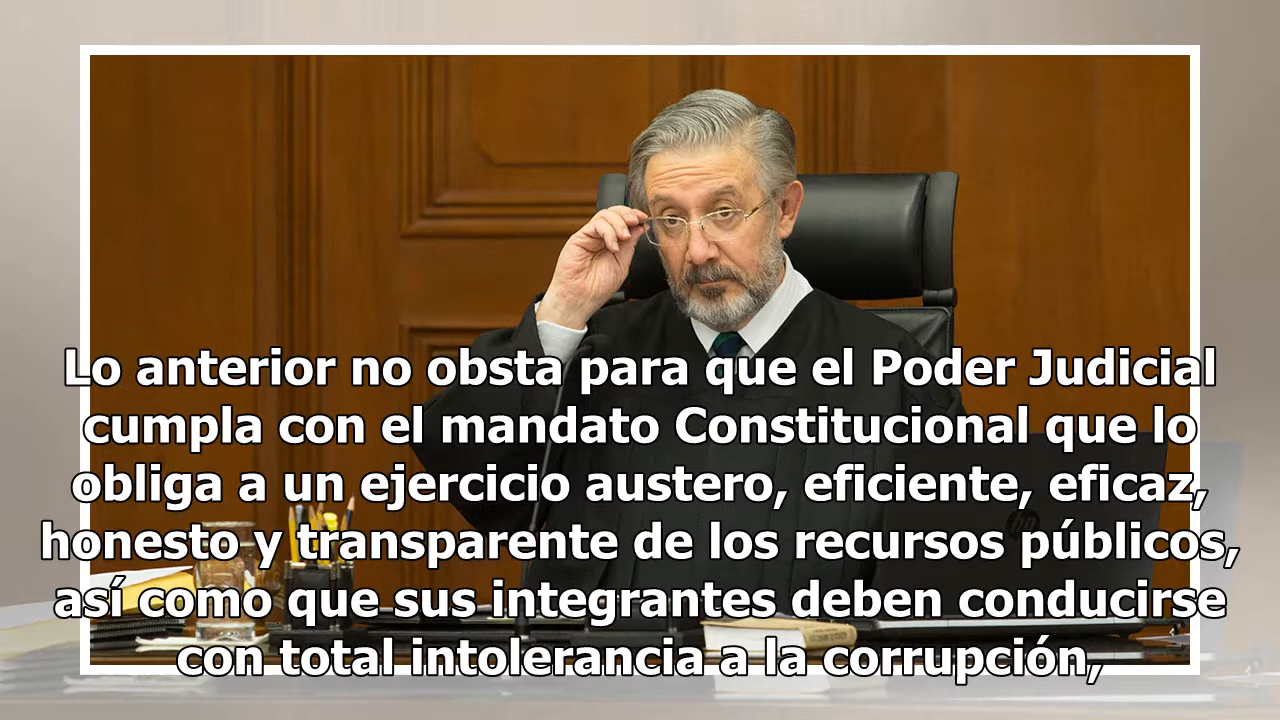 Lo anterior no obsta para que el Poder Judicial
cumpla con el mandato Constitucional que lo
obliga a un ejercicio austero, eficiente, eficaz,
honesto y transparente de los recursos públicos,
así como que sus integrantes deben conducirse
con total intolerancia a la corrupción,